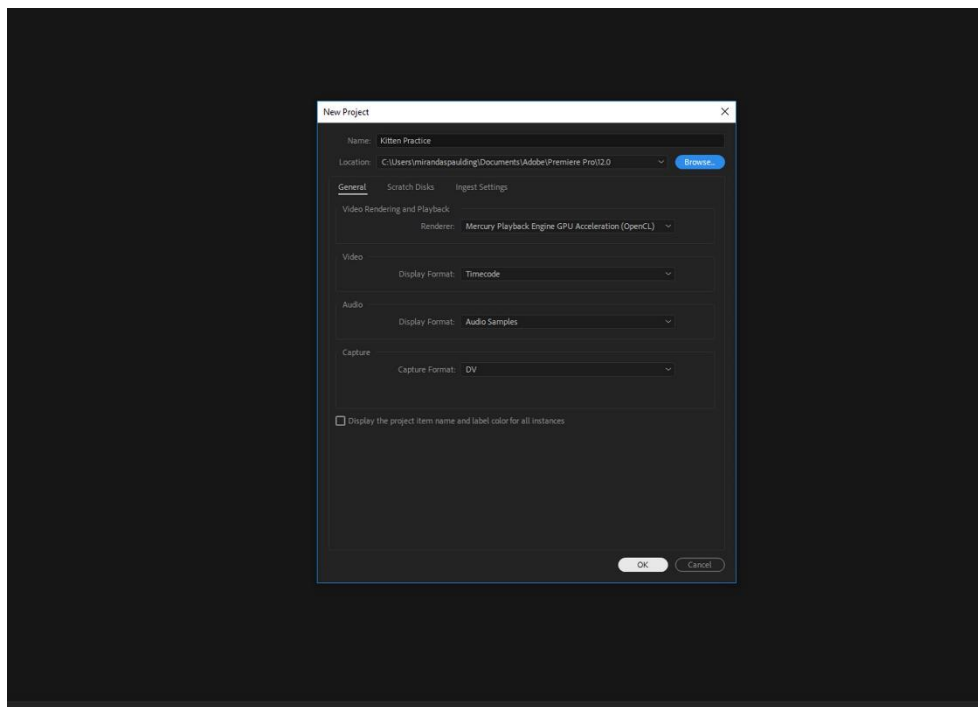 New Project
Name: Kitten Practice
Location: C:\Users\mirandaspaulding\Documents\Adobe\Premiere Pro\12.0 Browse...
General Scratch Disks Ingest Settings
Video Rendering and Playback
Renderer: Mercury Playback Engine GPU Acceleration (OpenCL)
Video
Display Format: Timecode
Audio
Display Format: Audio Samples
Capture
Capture Format: DV
Display the project item name and label color for all instances
OK Cancel